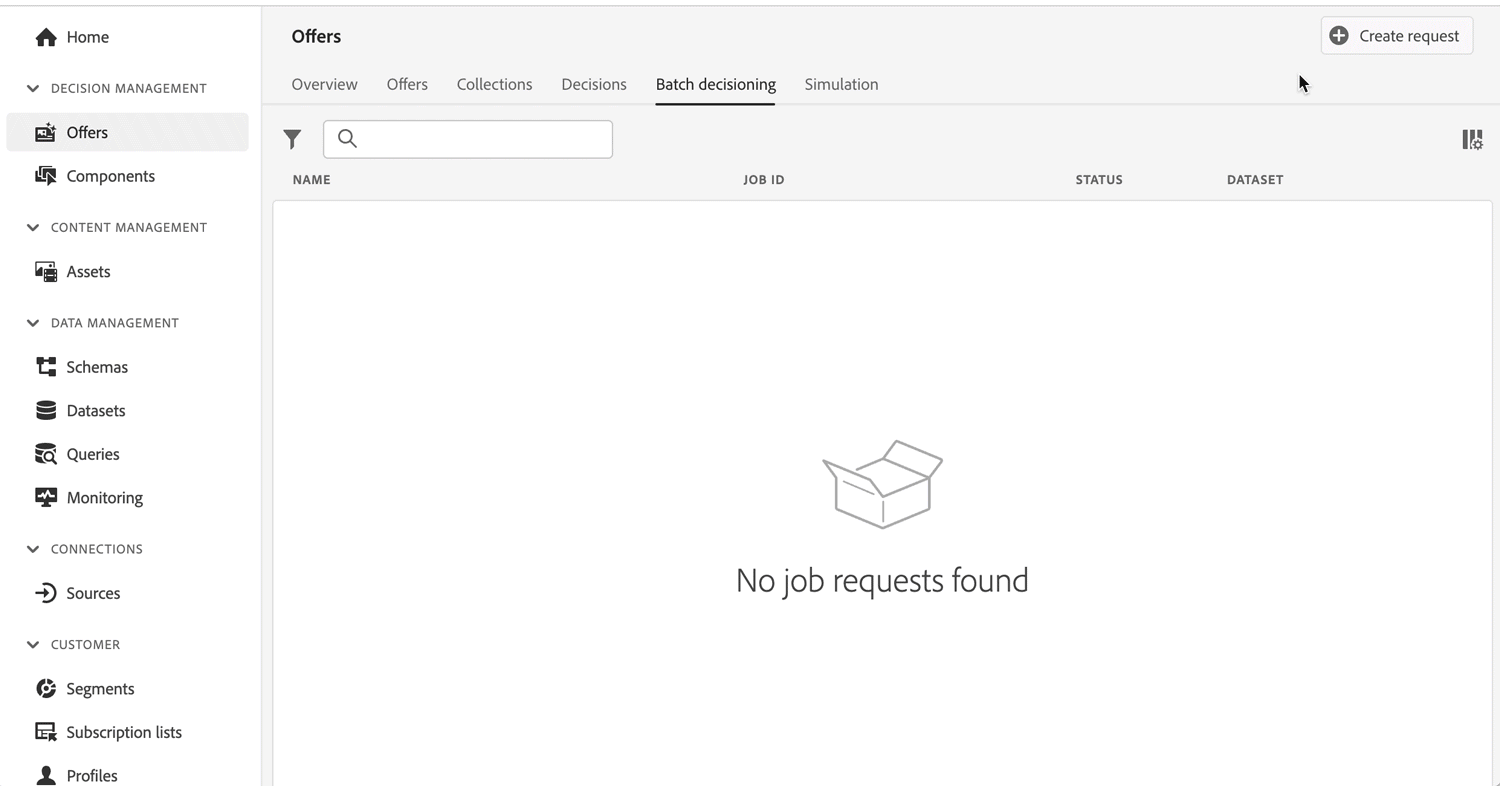 Home
DECISION MANAGEMENT
Offers
Components
CONTENT MANAGEMENT
Assets
DATA MANAGEMENT
Schemas
Datasets
Queries
Monitoring
CONNECTIONS
Sources
CUSTOMER
Segments
Subscription lists
Profiles
Offers
Create request
Overview Offers Collections Decisions Batch decisioning Simulation
NAME JOB ID STATUS DATASET
No job requests found